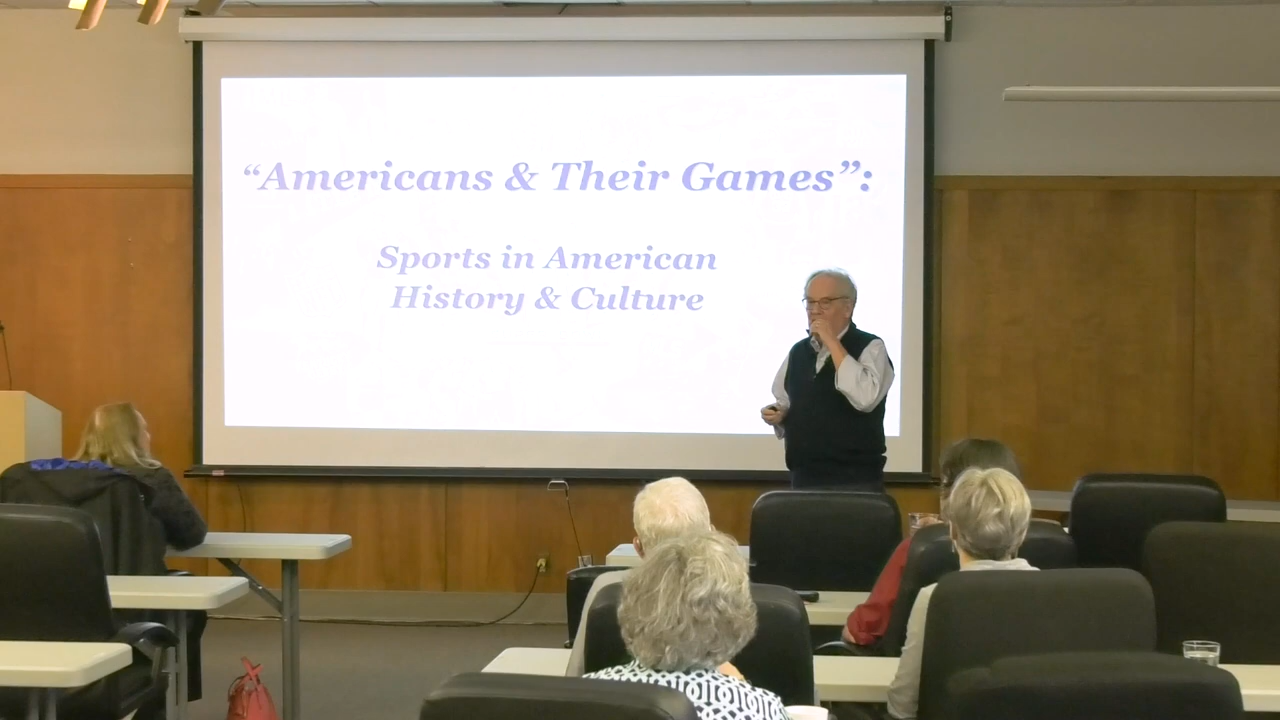 “Americans & Their Games”:
Sports in American
History & Culture